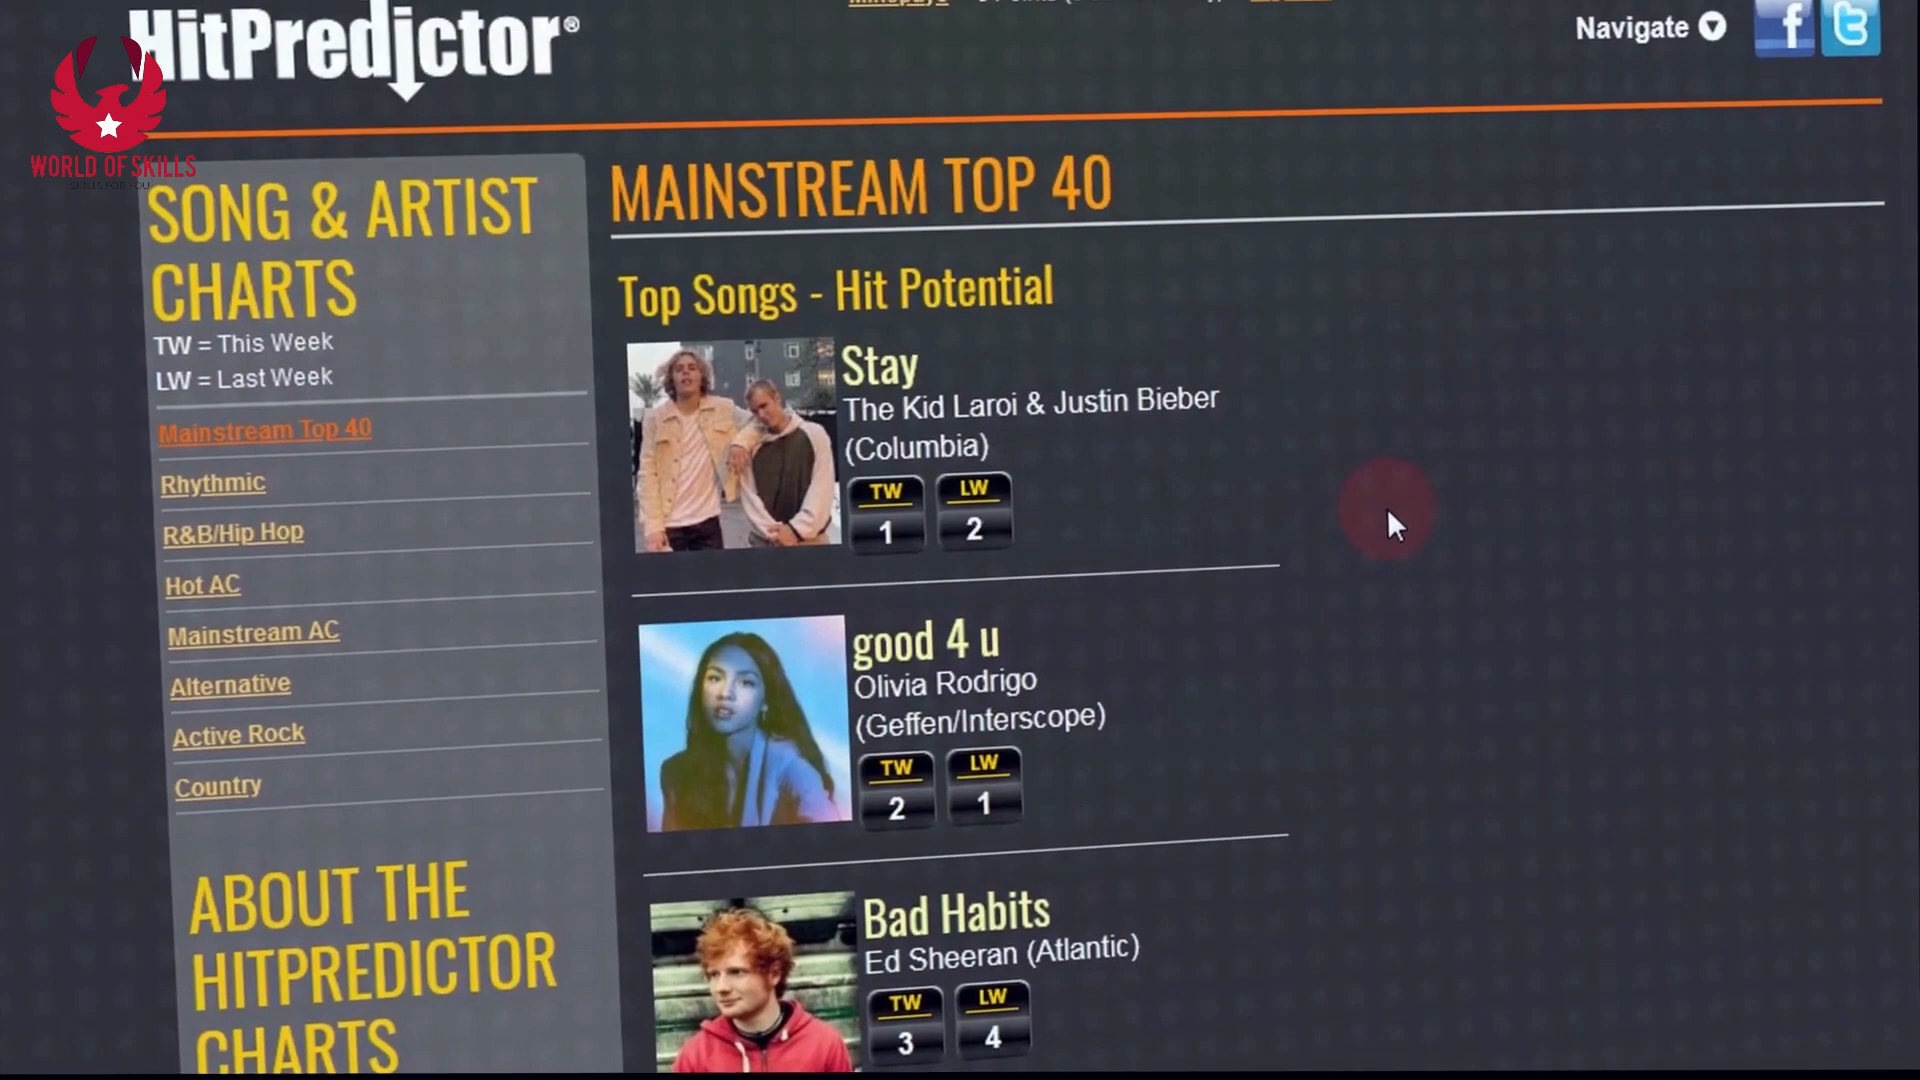 HitPredictor®
Navigate
WORLD OF SKILLS
SKILLS FOR YOU
SONG & ARTIST
CHARTS
TW = This Week
LW = Last Week
Mainstream Top 40
Rhythmic
R&B/Hip Hop
Hot AC
Mainstream AC
Alternative
Active Rock
Country
ABOUT THE
HITPREDICTOR
CHARTS
MAINSTREAM TOP 40
Top Songs - Hit Potential
Stay
The Kid Laroi & Justin Bieber
(Columbia)
TW LW
1 2
good 4 u
Olivia Rodrigo
(Geffen/Interscope)
TW LW
2 1
Bad Habits
Ed Sheeran (Atlantic)
TW LW
3 4